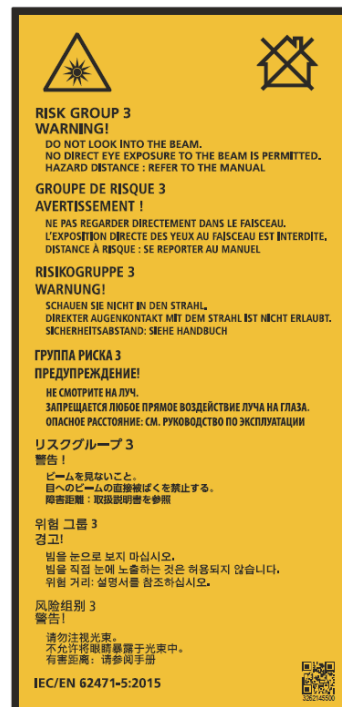 RISK GROUP 3
WARNING!
DO NOT LOOK INTO THE BEAM.
NO DIRECT EYE EXPOSURE TO THE BEAM IS PERMITTED.
HAZARD DISTANCE : REFER TO THE MANUAL
GROUPE DE RISQUE 3
AVERTISSEMENT !
NE PAS REGARDER DIRECTEMENT DANS LE FAISCEAU.
L'EXPOSITION DIRECTE DES YEUX AU FAISCEAU EST INTERDITE.
DISTANCE À RISQUE : SE REPORTER AU MANUEL
RISIKOGRUPPE 3
WARNUNG!
SCHAUEN SIE NICHT IN DEN STRAHL.
DIREKTER AUGENKONTAKT MIT DEM STRAHL IST NICHT ERLAUBT.
SICHERHEITSABSTAND: SIEHE HANDBUCH
ГРУППА РИСКА 3
ПРЕДУПРЕЖДЕНИЕ!
НЕ СМОТРИТЕ НА ЛУЧ.
ЗАПРЕЩАЕТСЯ ЛЮБОЕ ПРЯМОЕ ВОЗДЕЙСТВИЕ ЛУЧА НА ГЛАЗА.
ОПАСНОЕ РАССТОЯНИЕ: СМ. РУКОВОДСТВО ПО ЭКСПЛУАТАЦИИ
リスクグループ 3
警告！
ビームを見ないこと。
目へのビームの直接被ばくを禁止する。
障害距離：取扱説明書を参照
위험 그룹 3
경고!
빔을 눈으로 보지 마십시오.
빔을 직접 눈에 노출하는 것은 허용되지 않습니다.
위험 거리: 설명서를 참조하십시오.
风险组别 3
警告!
请勿注视光束。
不允许将眼睛暴露于光束中。
有害距离：请参阅手册
IEC/EN 62471-5:2015
3262145500